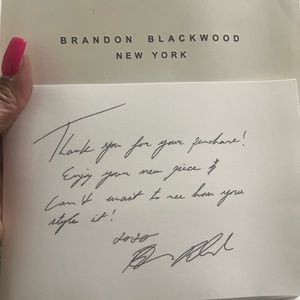 BRANDON BLACKWOOD
NEW YORK
Thank you for your purchase!
Enjoy your new piece &
Can't wait to see how you
style it!
xoxo